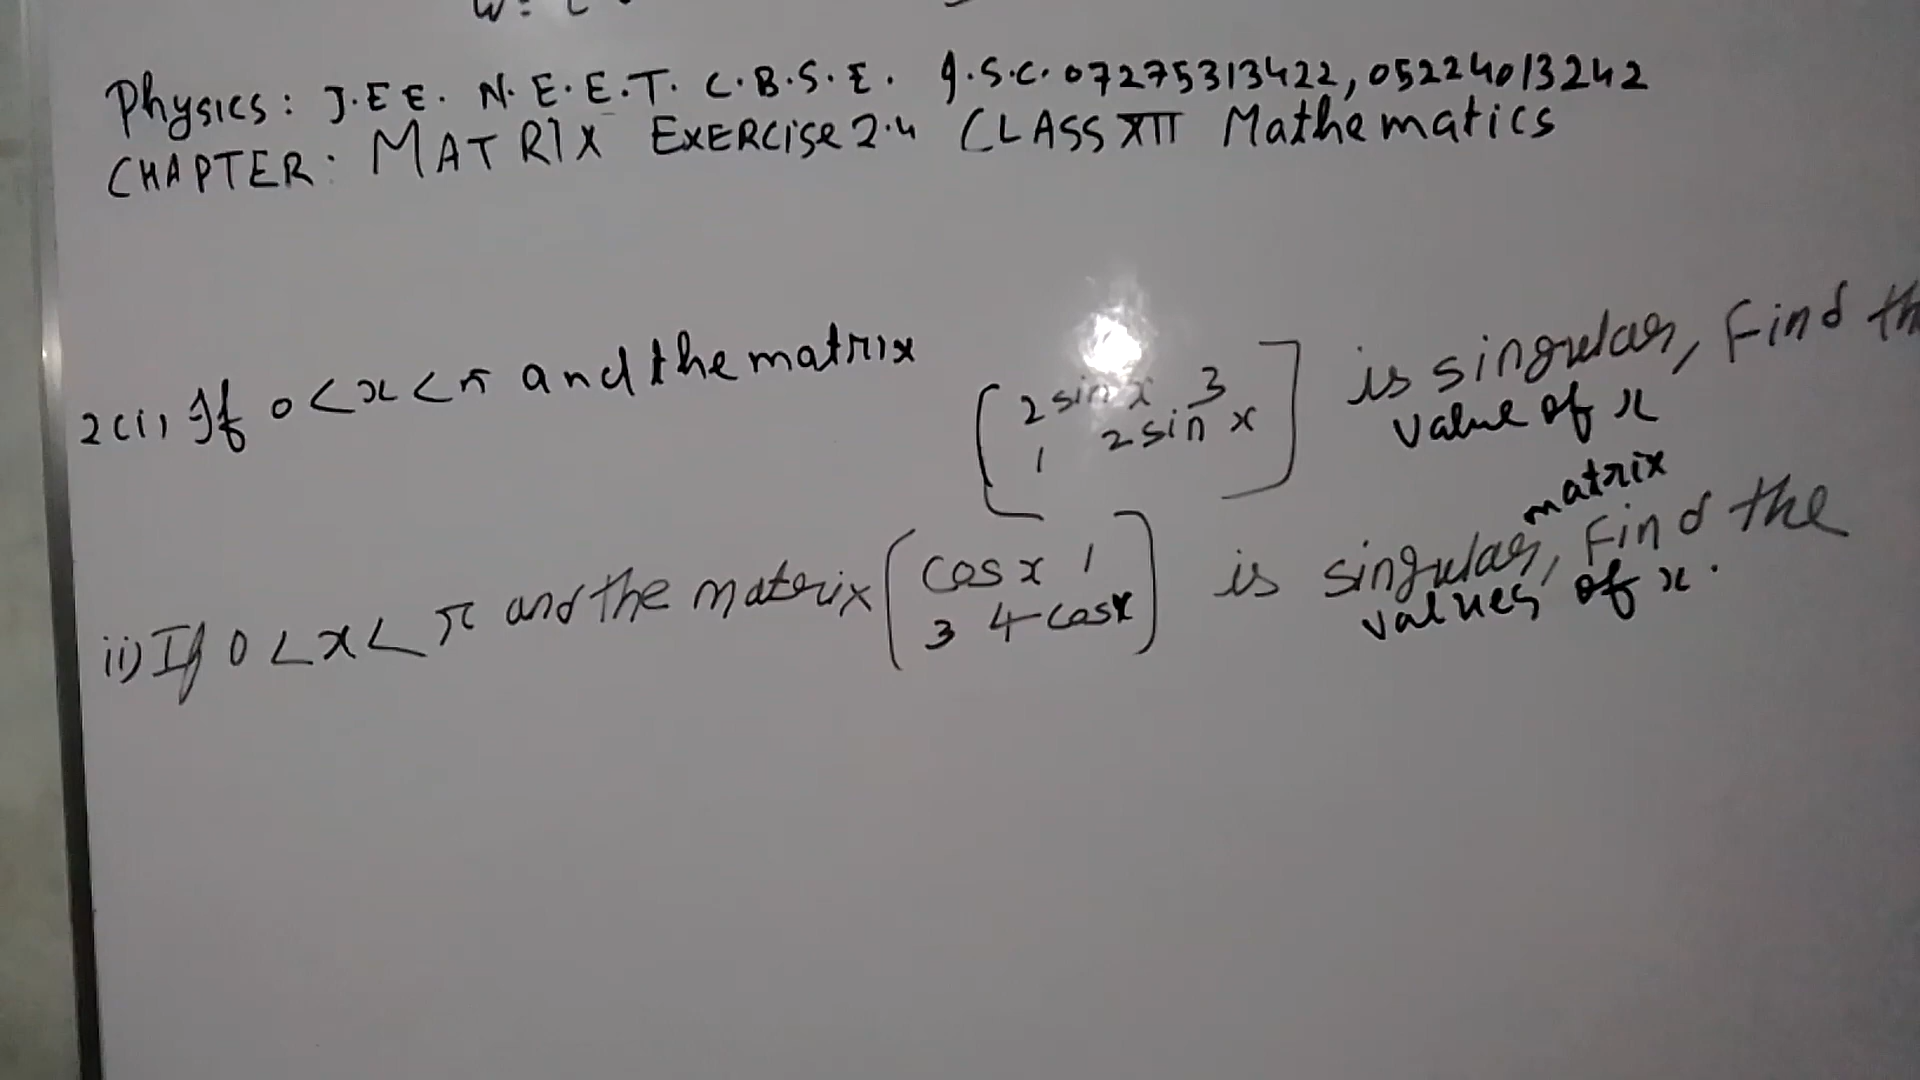 Physics: J.E E. N.E.E.T. C.B.S.E. I.S.C. 07275313422, 05224013242
CHAPTER: MATRIX EXERCISE 2.4 CLASS XII Mathematics
2(i) If 0 < x < π and the matrix [2 sin x 3
1 2 sin x] is singular, Find th
value of x
ii) If 0 < x < π and the matrix [cos x 1
3 4 cos x] is singular matrix, Find the
values of x.